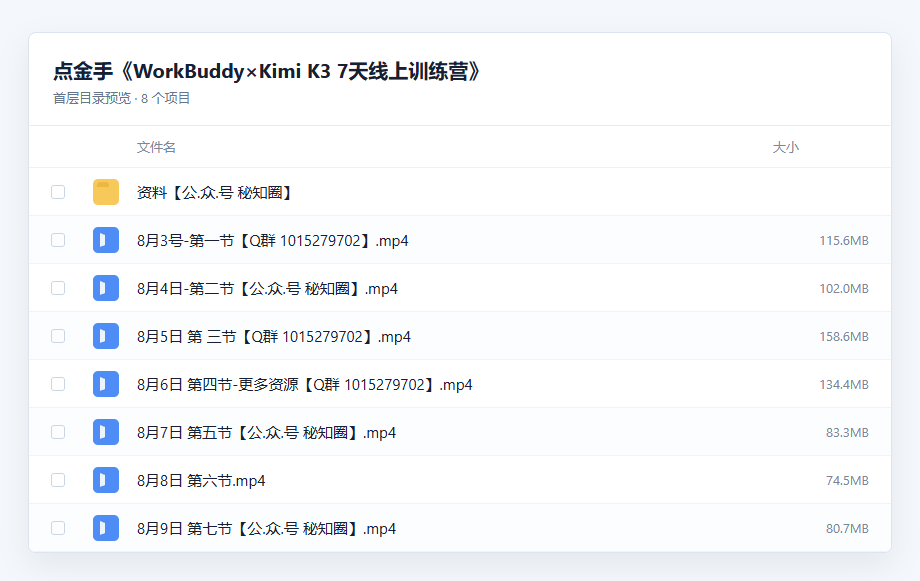 点金手《WorkBuddy×Kimi K3 7天线上训练营》
首层目录预览 · 8 个项目
文件名 大小
资料【公.众.号 秘知圈】
8月3号-第一节【Q群 1015279702】.mp4 115.6MB
8月4日-第二节【公.众.号 秘知圈】.mp4 102.0MB
8月5日 第 三节【Q群 1015279702】.mp4 158.6MB
8月6日 第四节-更多资源【Q群 1015279702】.mp4 134.4MB
8月7日 第五节【公.众.号 秘知圈】.mp4 83.3MB
8月8日 第六节.mp4 74.5MB
8月9日 第七节【公.众.号 秘知圈】.mp4 80.7MB